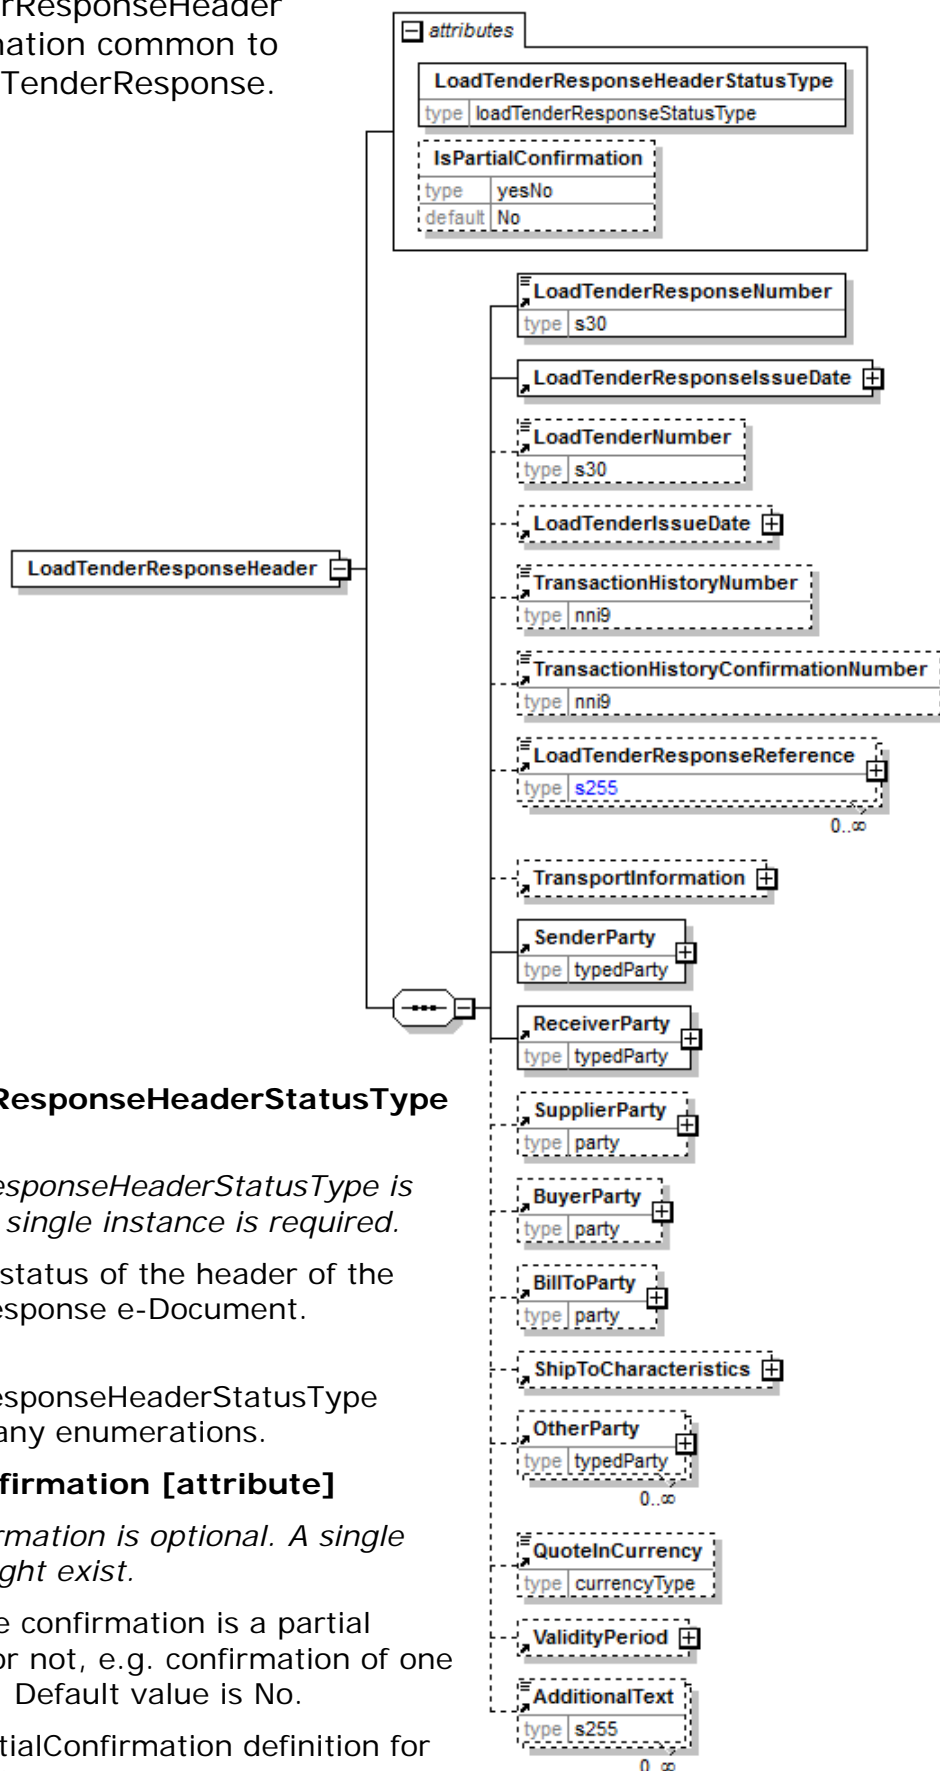 rResponseHeader
nation common to
TenderResponse.
attributes
LoadTenderResponseHeaderStatusType
type loadTenderResponseStatusType
IsPartialConfirmation
type yesNo
default No
LoadTenderResponseNumber
type s30
LoadTenderResponseIssueDate
LoadTenderNumber
type s30
LoadTenderIssueDate
LoadTenderResponseHeader
TransactionHistoryNumber
type nni9
TransactionHistoryConfirmationNumber
type nni9
LoadTenderResponseReference
type s255
0..∞
TransportInformation
SenderParty
type typedParty
ReceiverParty
type typedParty
SupplierParty
type party
BuyerParty
type party
BillToParty
type party
ShipToCharacteristics
OtherParty
type typedParty
0..∞
QuoteInCurrency
type currencyType
ValidityPeriod
AdditionalText
type s255
0..∞
ResponseHeaderStatusType
esponseHeaderStatusType is
single instance is required.
status of the header of the
esponse e-Document.
esponseHeaderStatusType
any enumerations.
nfirmation [attribute]
rmation is optional. A single
ght exist.
e confirmation is a partial
or not, e.g. confirmation of one
Default value is No.
tialConfirmation definition for